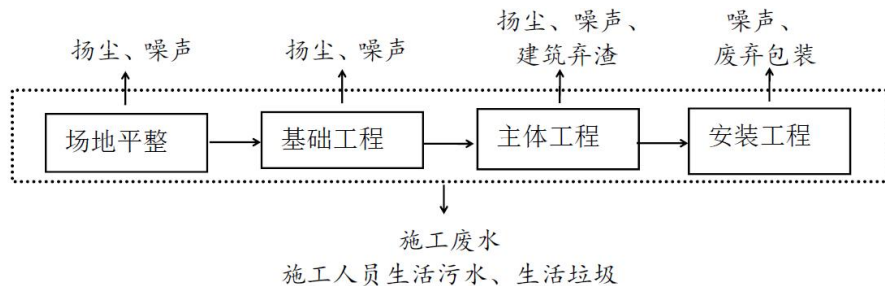 扬尘、噪声
扬尘、噪声
扬尘、噪声、
建筑弃渣
噪声、
废弃包装
场地平整
基础工程
主体工程
安装工程
施工废水
施工人员生活污水、生活垃圾